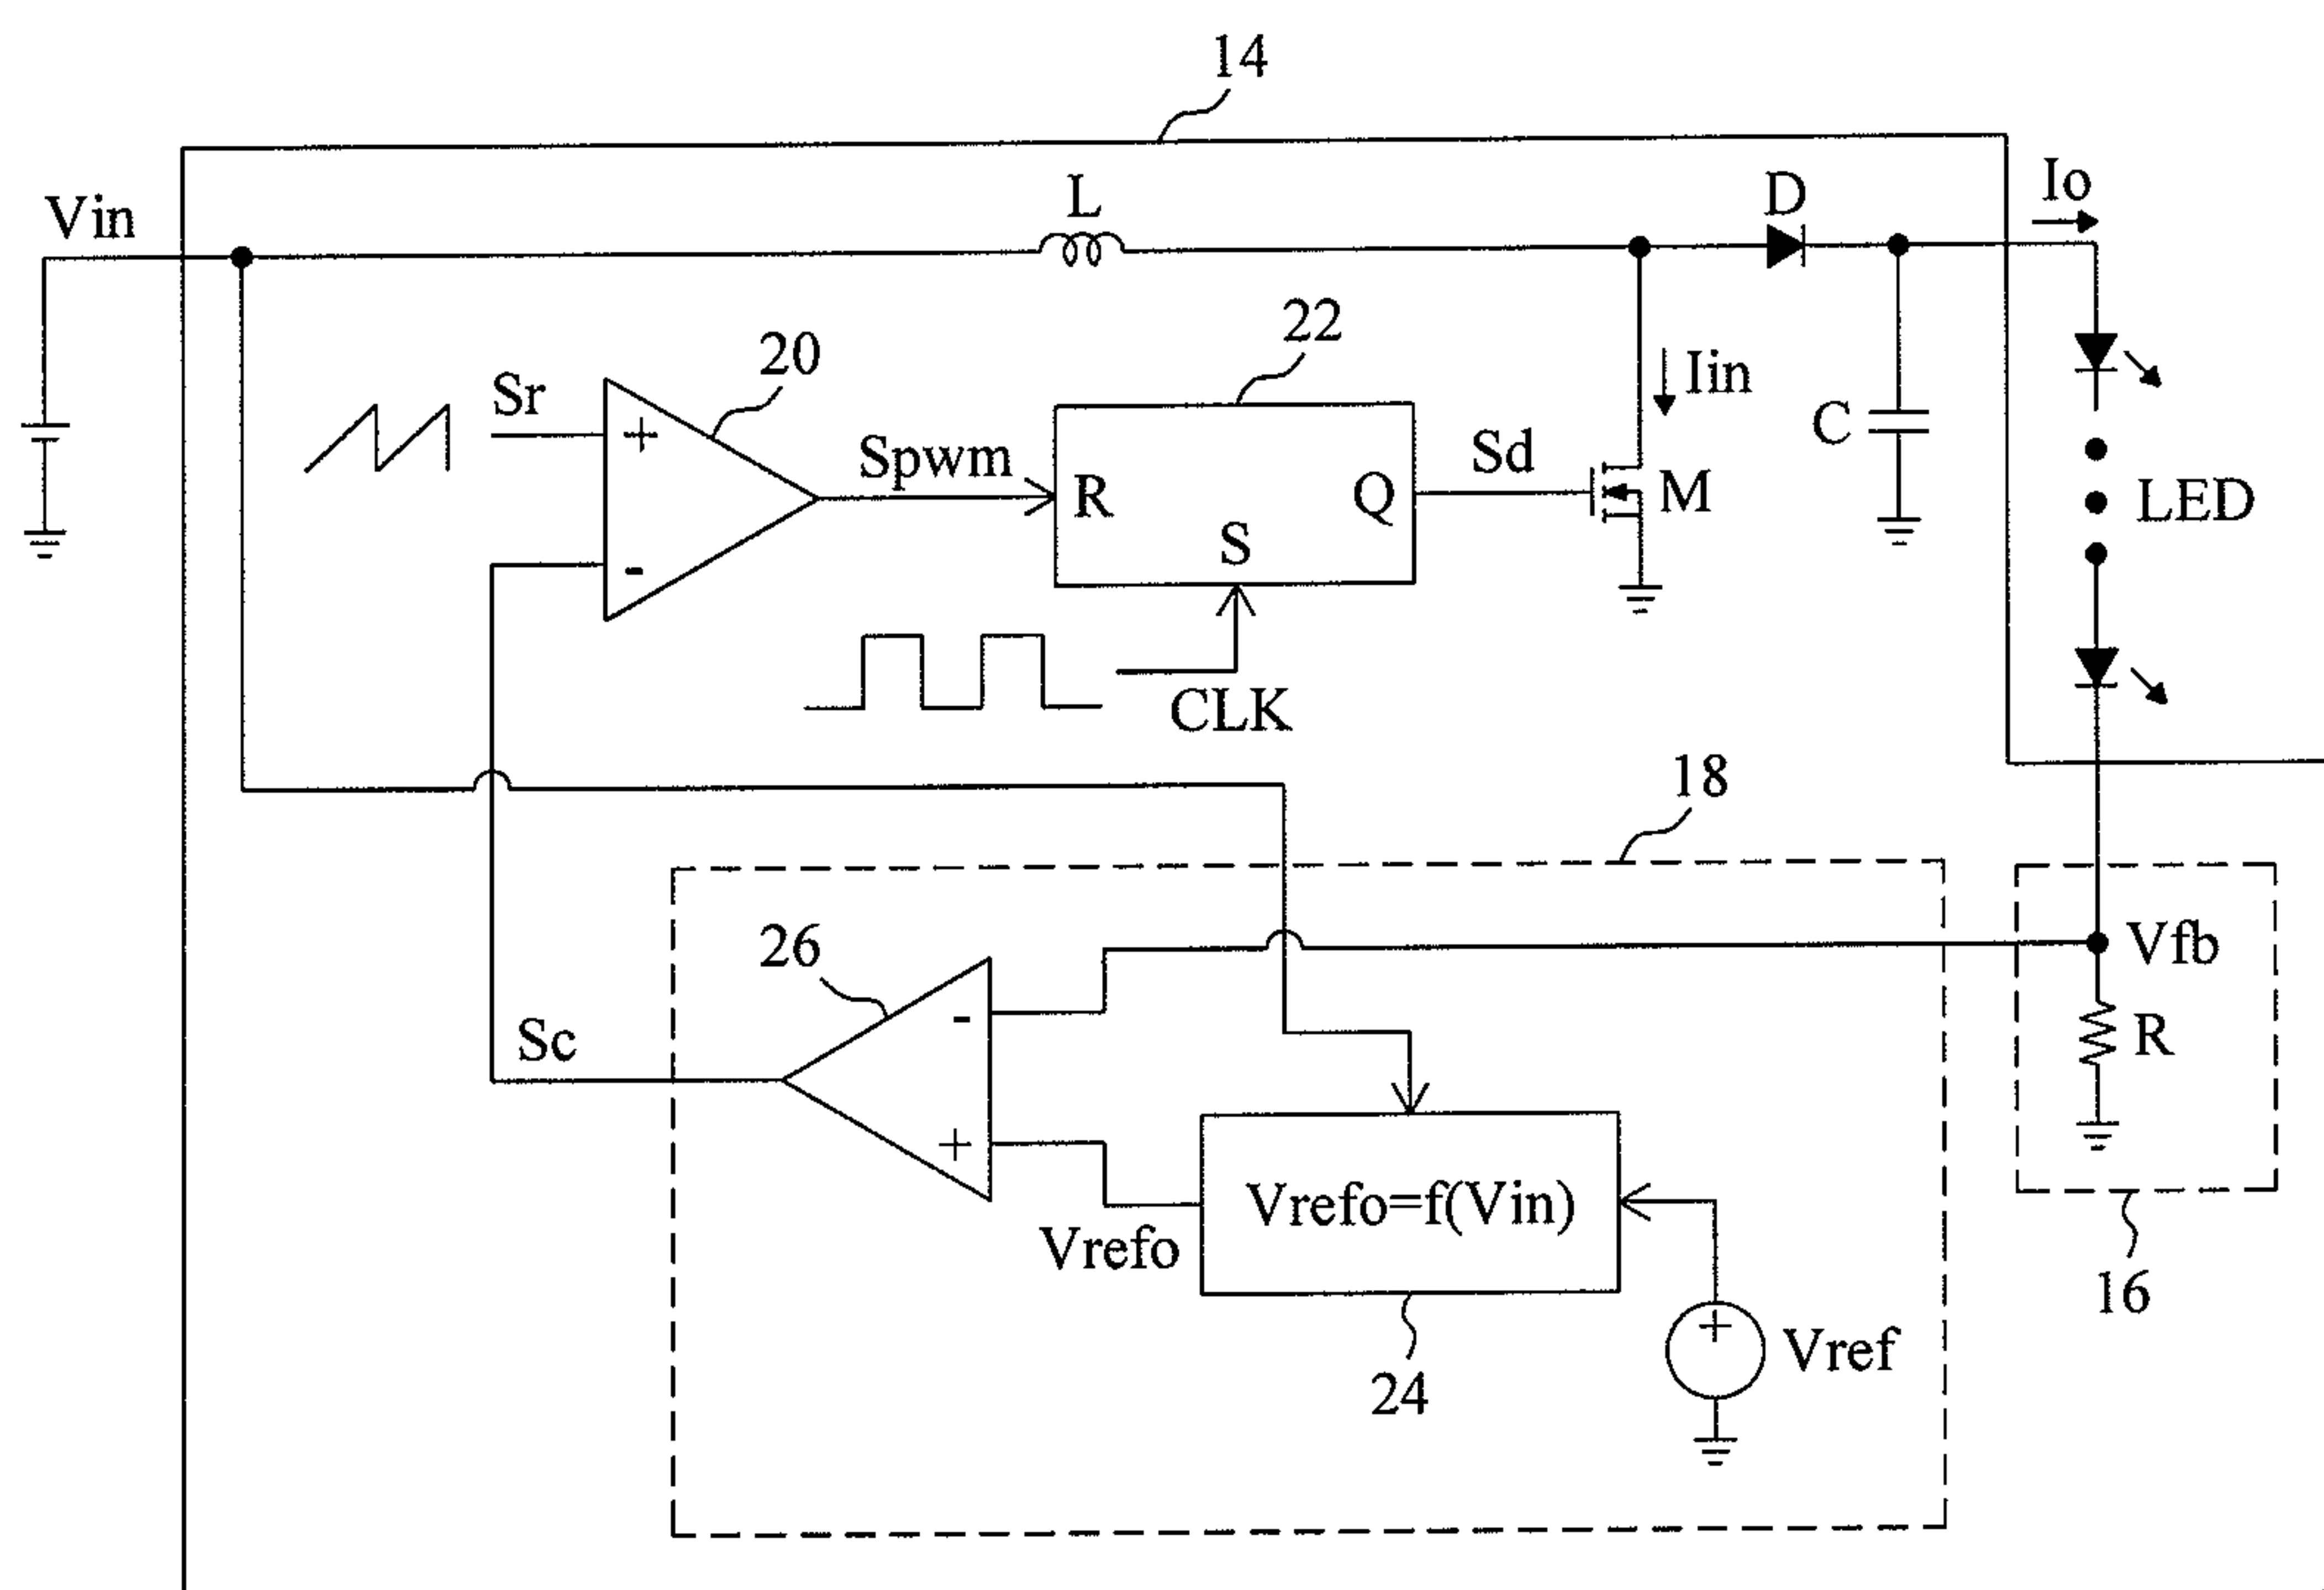 14
Vin
L
D
Io
Sr
+
-
20
Spwm
22
R
S
Q
Sd
Iin
M
C
LED
CLK
18
26
-
+
Sc
Vfb
R
16
Vrefo
Vrefo=f(Vin)
24
+
Vref